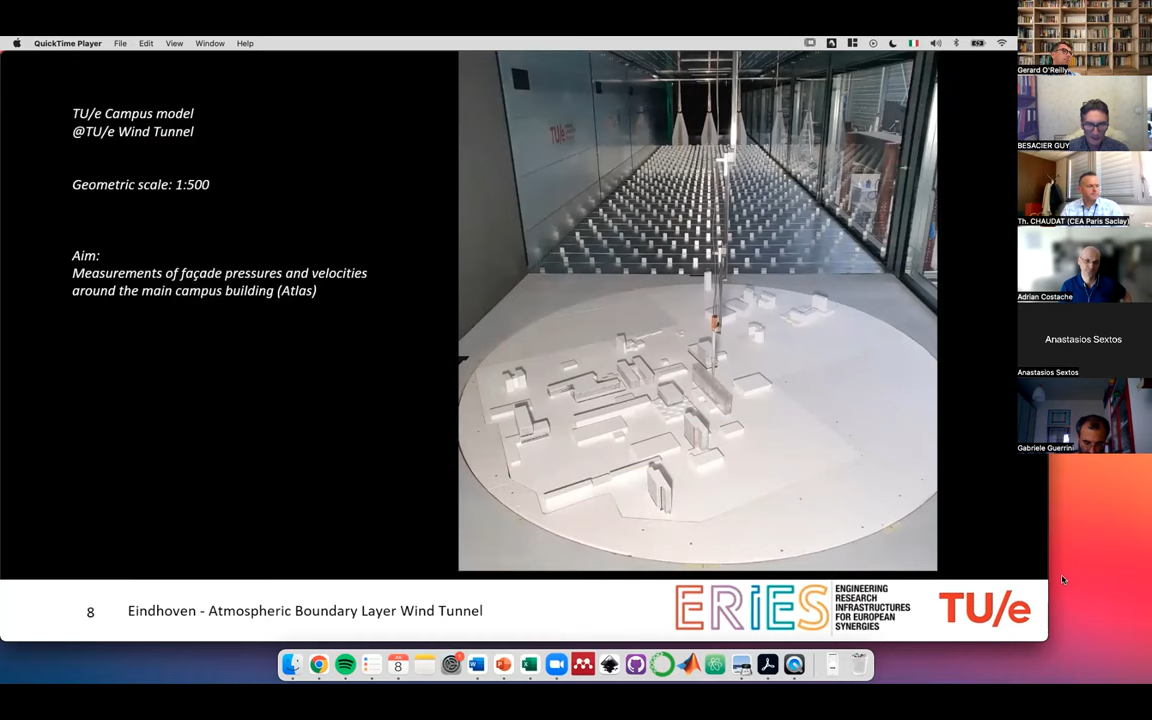 QuickTime Player File Edit View Window Help
TU/e Campus model
@TU/e Wind Tunnel
Geometric scale: 1:500
Aim:
Measurements of façade pressures and velocities
around the main campus building (Atlas)
TU/e
8 Eindhoven - Atmospheric Boundary Layer Wind Tunnel
ERIES
ENGINEERING
RESEARCH
INFRASTRUCTURES
FOR EUROPEAN
SYNERGIES
TU/e
Gerard O'Reilly
BESACIER GUY
Th. CHAUDAT (CEA Paris Saclay)
Adrian Costache
Anastasios Sextos
Anastasios Sextos
Gabriele Guerrini
8